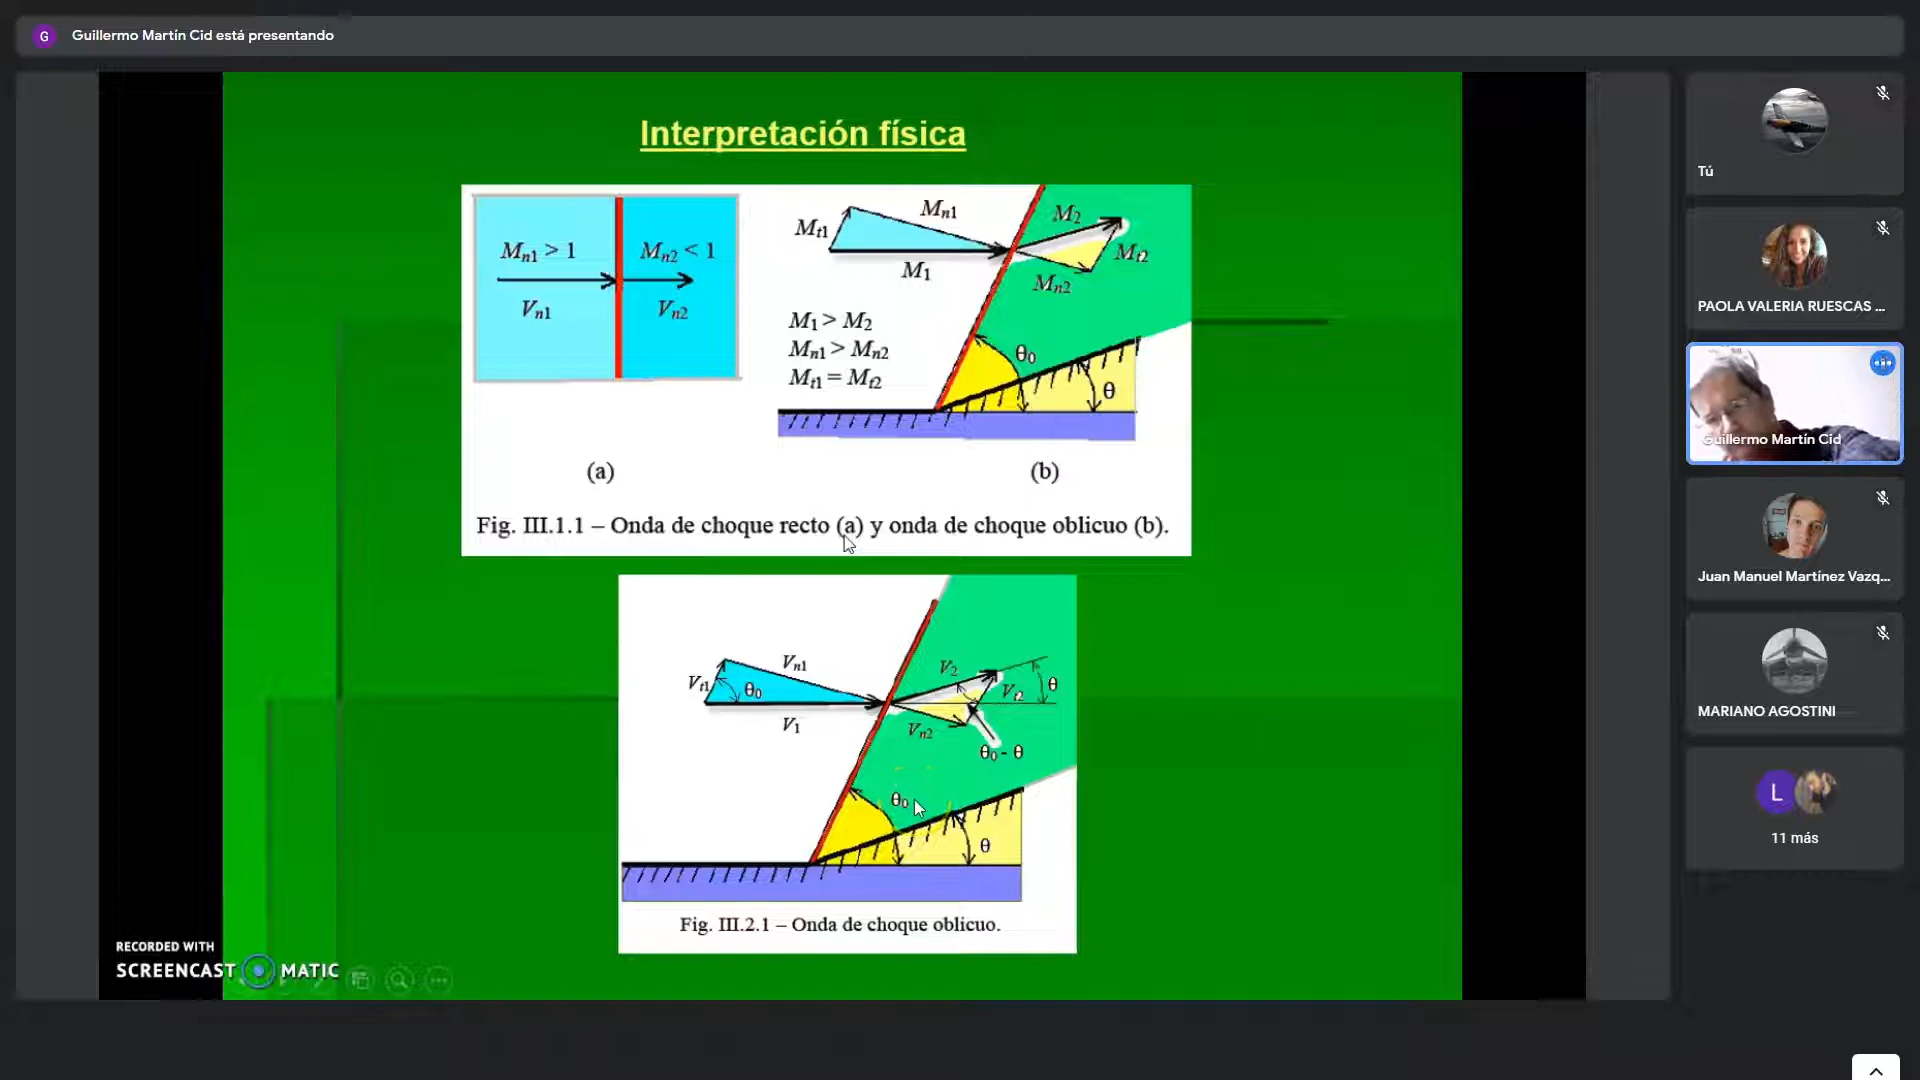 G Guillermo Martín Cid está presentando
Interpretación física
Mn1 > 1
Mn2 < 1
Vn1
Vn2
Mt1
Mn1
M1
M2
Mt2
Mn2
M1 > M2
Mn1 > Mn2
Mt1 = Mt2
θ0
θ
(a)
(b)
Fig. III.1.1 – Onda de choque recto (a) y onda de choque oblicuo (b).
Vt1
θ0
Vn1
V1
V2
Vt2
θ
Vn2
θ0 - θ
θ0
θ
Fig. III.2.1 – Onda de choque oblicuo.
RECORDED WITH
SCREENCAST MATIC
Tú
PAOLA VALERIA RUESCAS ...
Guillermo Martín Cid
Juan Manuel Martínez Vazq...
MARIANO AGOSTINI
L
11 más